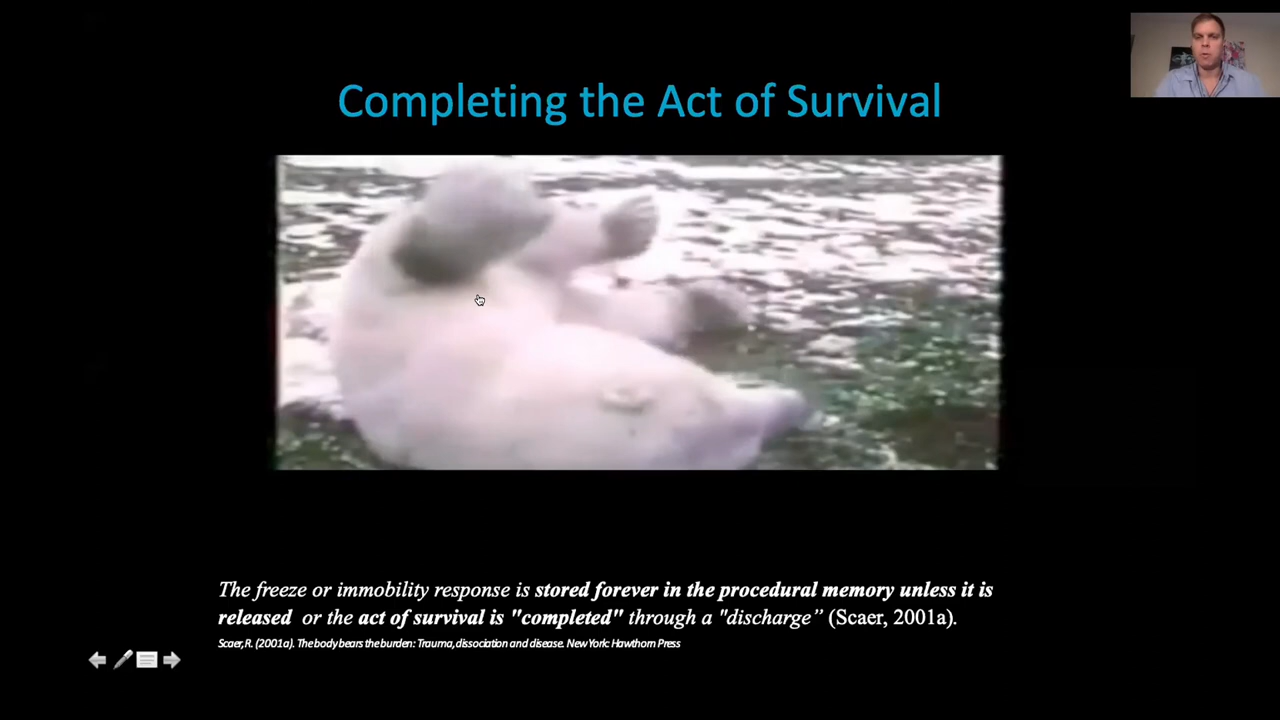 Completing the Act of Survival
The freeze or immobility response is stored forever in the procedural memory unless it is
released or the act of survival is "completed" through a "discharge” (Scaer, 2001a).
Scaer, R. (2001a). The body bears the burden: Trauma, dissociation and disease. New York: Hawthorn Press